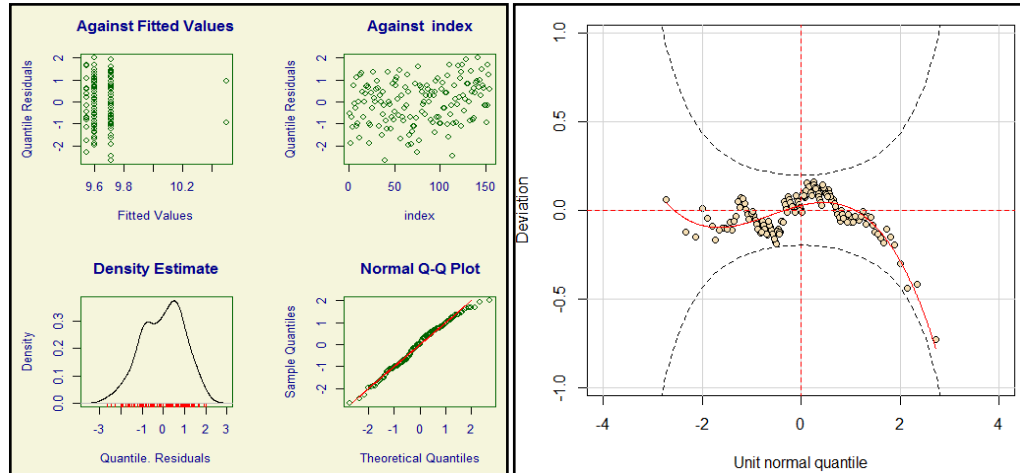 Against Fitted Values
Quantile Residuals
2
1
0
-1
-2
9.6 9.8 10.2
Fitted Values
Against index
Quantile Residuals
2
1
0
-1
-2
0 50 100 150
index
Density Estimate
Density
0.3
0.2
0.1
0.0
-3 -2 -1 0 1 2 3
Quantile. Residuals
Normal Q-Q Plot
Sample Quantiles
2
1
0
-1
-2
-2 -1 0 1 2
Theoretical Quantiles
Deviation
1.0
0.5
0.0
-0.5
-1.0
-4 -2 0 2 4
Unit normal quantile